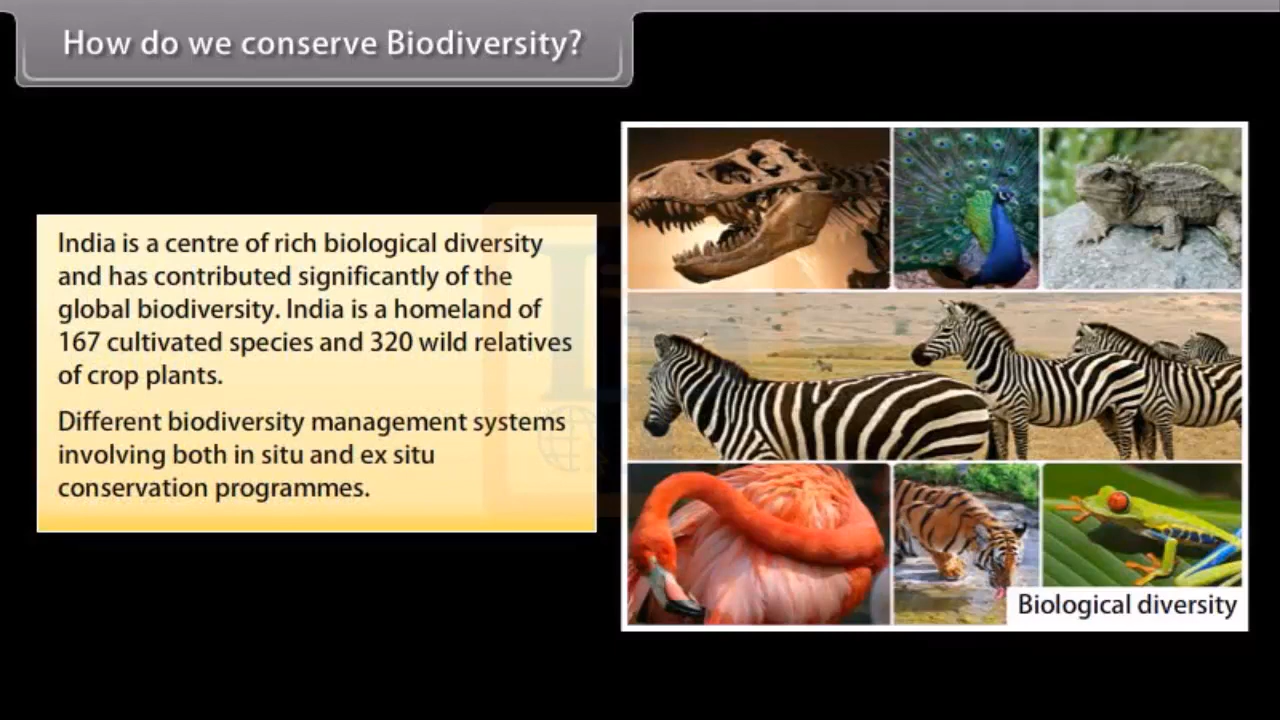 How do we conserve Biodiversity?
India is a centre of rich biological diversity
and has contributed significantly of the
global biodiversity. India is a homeland of
167 cultivated species and 320 wild relatives
of crop plants.
Different biodiversity management systems
involving both in situ and ex situ
conservation programmes.
Biological diversity